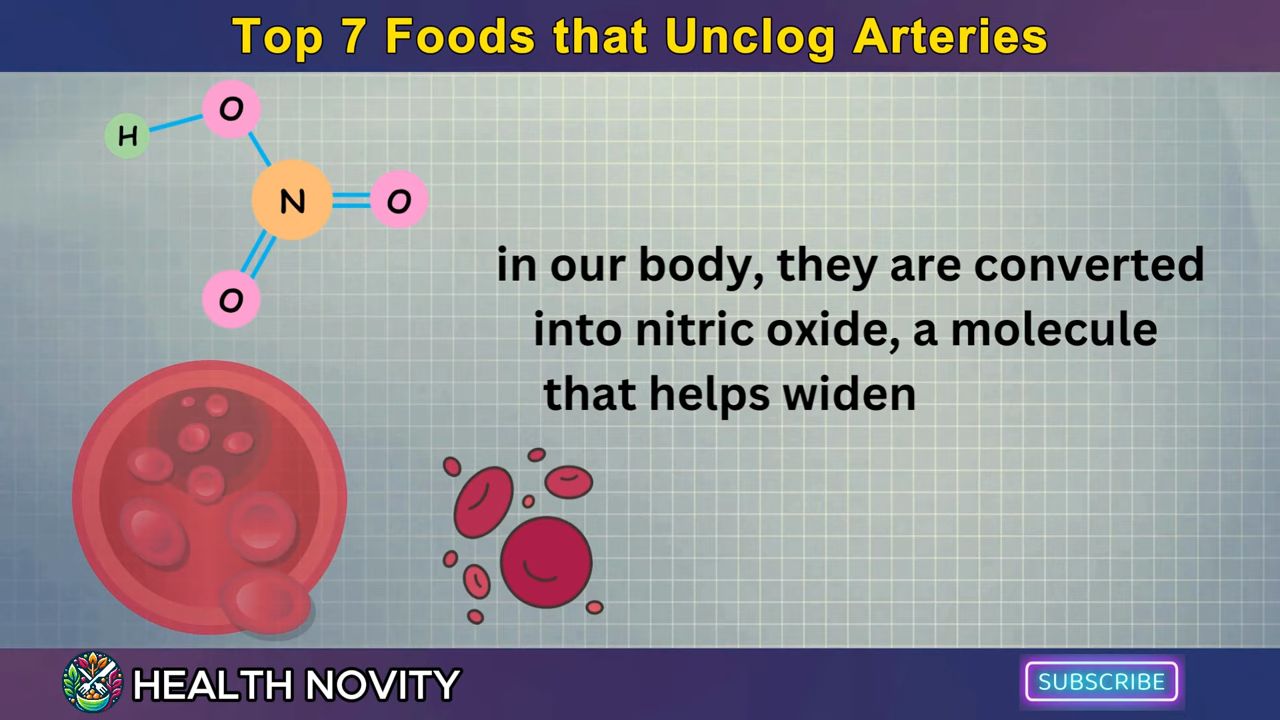 Top 7 Foods that Unclog Arteries
O
H
N
O
O
in our body, they are converted
into nitric oxide, a molecule
that helps widen
HEALTH NOVITY
SUBSCRIBE